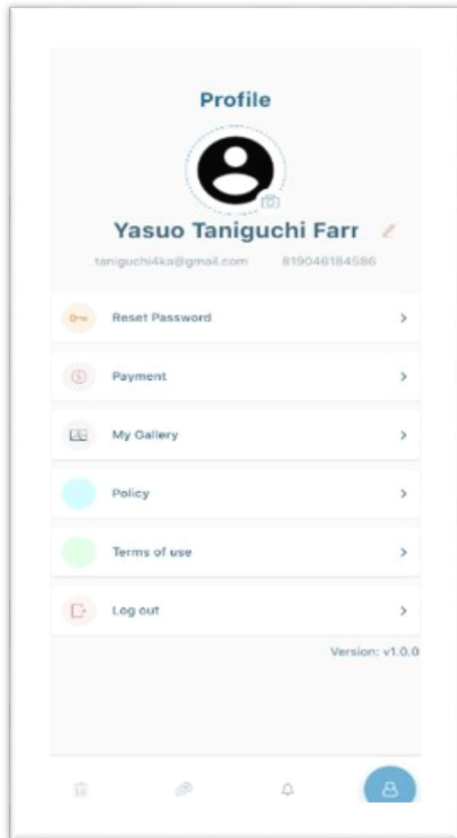 Profile
Yasuo Taniguchi Farr
taniguchi4ka@gmail.com 819046184586
Reset Password
Payment
My Gallery
Policy
Terms of use
Log out
Version: v1.0.0